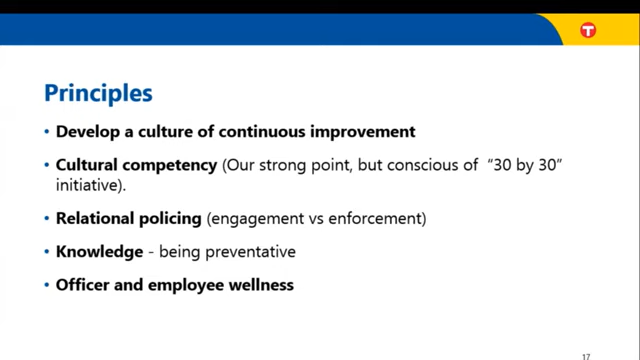 T
Principles
• Develop a culture of continuous improvement
• Cultural competency (Our strong point, but conscious of “30 by 30”
initiative).
• Relational policing (engagement vs enforcement)
• Knowledge - being preventative
• Officer and employee wellness
17